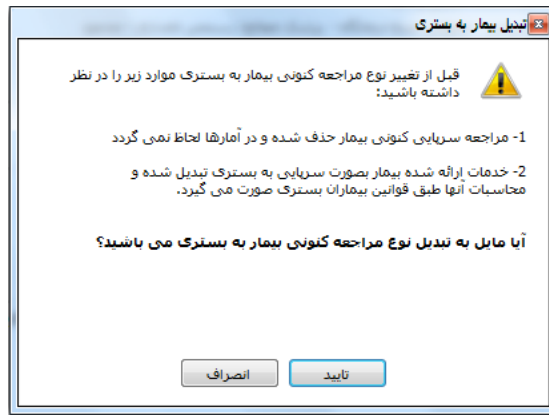 تبدیل بیمار به بستری
قبل از تغییر نوع مراجعه کنونی بیمار به بستری موارد زیر را در نظر
داشته باشید:
1- مراجعه سرپایی کنونی بیمار حذف شده و در آمارها لحاظ نمی گردد
2- خدمات ارائه شده بیمار بصورت سرپایی به بستری تبدیل شده و
محاسبات آنها طبق قوانین بیماران بستری صورت می گیرد.
آیا مایل به تبدیل نوع مراجعه کنونی بیمار به بستری می باشید؟
تایید
انصراف